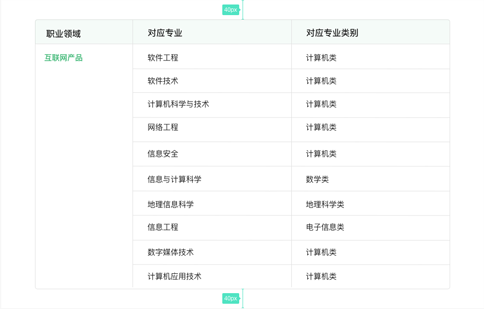 40px
职业领域 对应专业 对应专业类别
互联网产品 软件工程 计算机类
软件技术 计算机类
计算机科学与技术 计算机类
网络工程 计算机类
信息安全 计算机类
信息与计算科学 数学类
地理信息科学 地理科学类
信息工程 电子信息类
数字媒体技术 计算机类
计算机应用技术 计算机类
40px